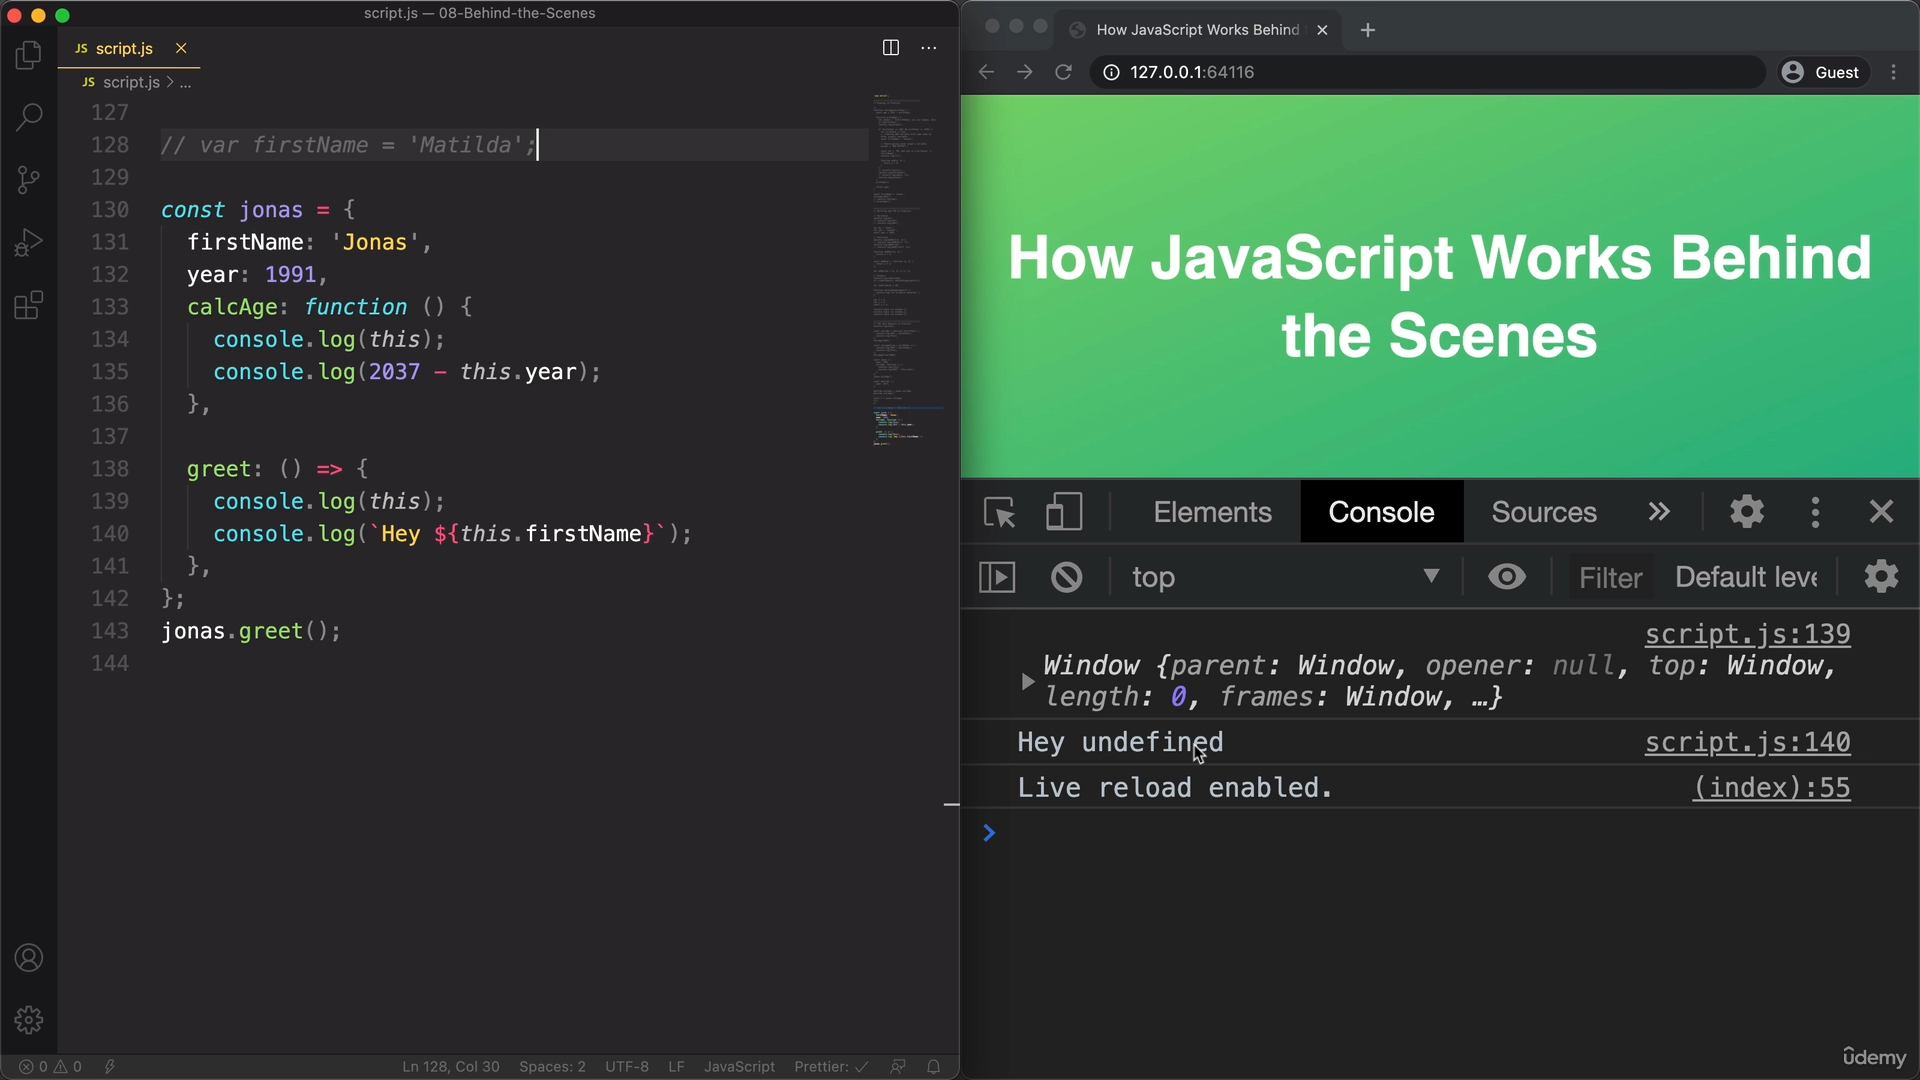 script.js — 08-Behind-the-Scenes
JS script.js
JS script.js > ...
127
128 // var firstName = 'Matilda';
129
130 const jonas = {
131 firstName: 'Jonas',
132 year: 1991,
133 calcAge: function () {
134 console.log(this);
135 console.log(2037 - this.year);
136 },
137
138 greet: () => {
139 console.log(this);
140 console.log(`Hey ${this.firstName}`);
141 },
142 };
143 jonas.greet();
144
0 0 Ln 128, Col 30 Spaces: 2 UTF-8 LF JavaScript Prettier: ✓
How JavaScript Works Behind
127.0.0.1:64116 Guest
How JavaScript Works Behind
the Scenes
Elements Console Sources »
top Filter Default leve
script.js:139
Window {parent: Window, opener: null, top: Window,
length: 0, frames: Window, …}
Hey undefined script.js:140
Live reload enabled. (index):55
ûdemy